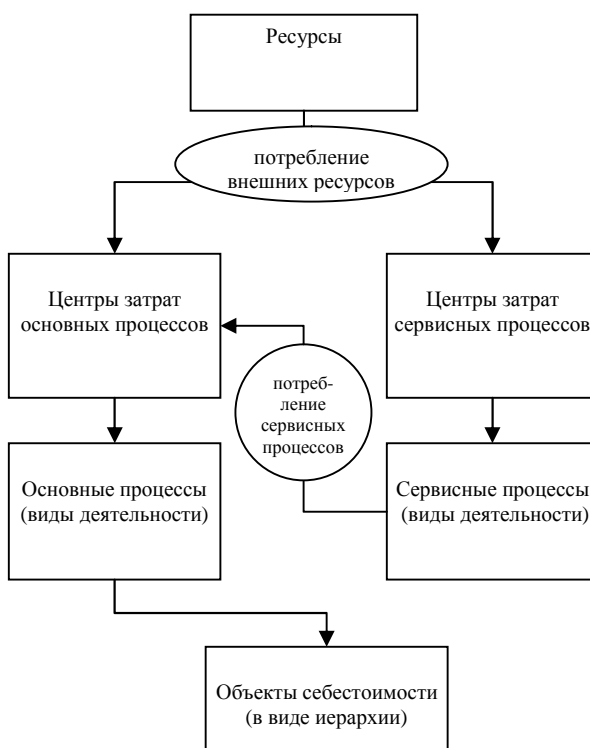 Ресурсы
потребление
внешних ресурсов
Центры затрат
основных процессов
Центры затрат
сервисных процессов
потреб-
ление
сервисных
процессов
Основные процессы
(виды деятельности)
Сервисные процессы
(виды деятельности)
Объекты себестоимости
(в виде иерархии)